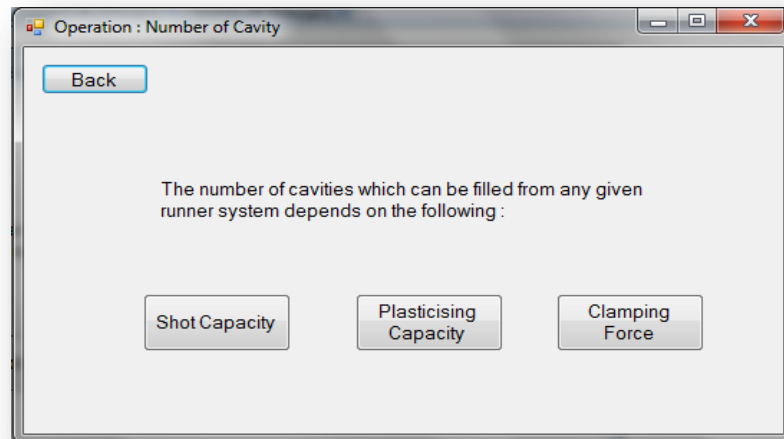 Operation : Number of Cavity
Back
The number of cavities which can be filled from any given
runner system depends on the following :
Shot Capacity
Plasticising
Capacity
Clamping
Force